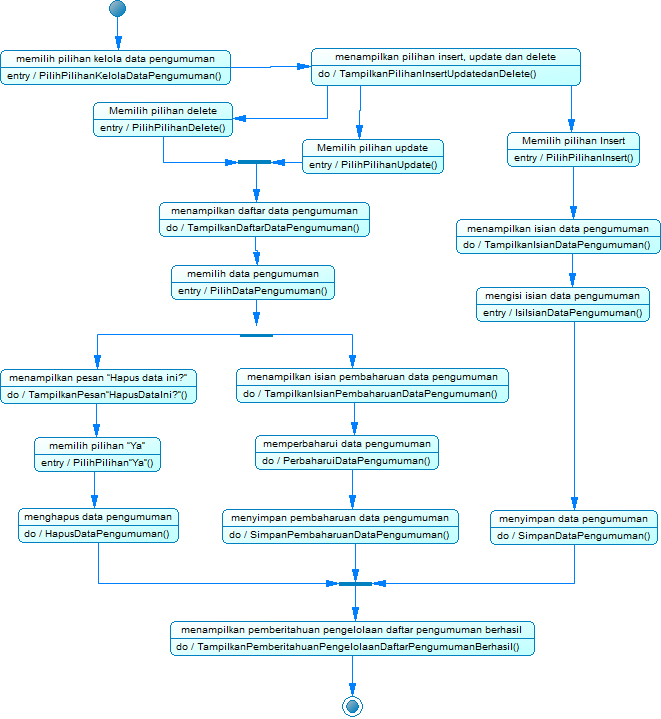 memilih pilihan kelola data pengumuman
entry / PilihPilihanKelolaDataPengumuman()
menampilkan pilihan insert, update dan delete
do / TampilkanPilihanInsertUpdatedanDelete()
Memilih pilihan delete
entry / PilihPilihanDelete()
Memilih pilihan update
entry / PilihPilihanUpdate()
Memilih pilihan Insert
entry / PilihPilihanInsert()
menampilkan daftar data pengumuman
do / TampilkanDaftarDataPengumuman()
menampilkan isian data pengumuman
do / TampilkanIsianDataPengumuman()
memilih data pengumuman
entry / PilihDataPengumuman()
mengisi isian data pengumuman
entry / IsiIsianDataPengumuman()
menampilkan pesan "Hapus data ini?"
do / TampilkanPesan"HapusDataIni?"()
menampilkan isian pembaharuan data pengumuman
do / TampilkanIsianPembaharuanDataPengumuman()
memilih pilihan "Ya"
entry / PilihPilihan"Ya"()
memperbaharui data pengumuman
do / PerbaharuiDataPengumuman()
menghapus data pengumuman
do / HapusDataPengumuman()
menyimpan pembaharuan data pengumuman
do / SimpanPembaharuanDataPengumuman()
menyimpan data pengumuman
do / SimpanDataPengumuman()
menampilkan pemberitahuan pengelolaan daftar pengumuman berhasil
do / TampilkanPemberitahuanPengelolaanDaftarPengumumanBerhasil()